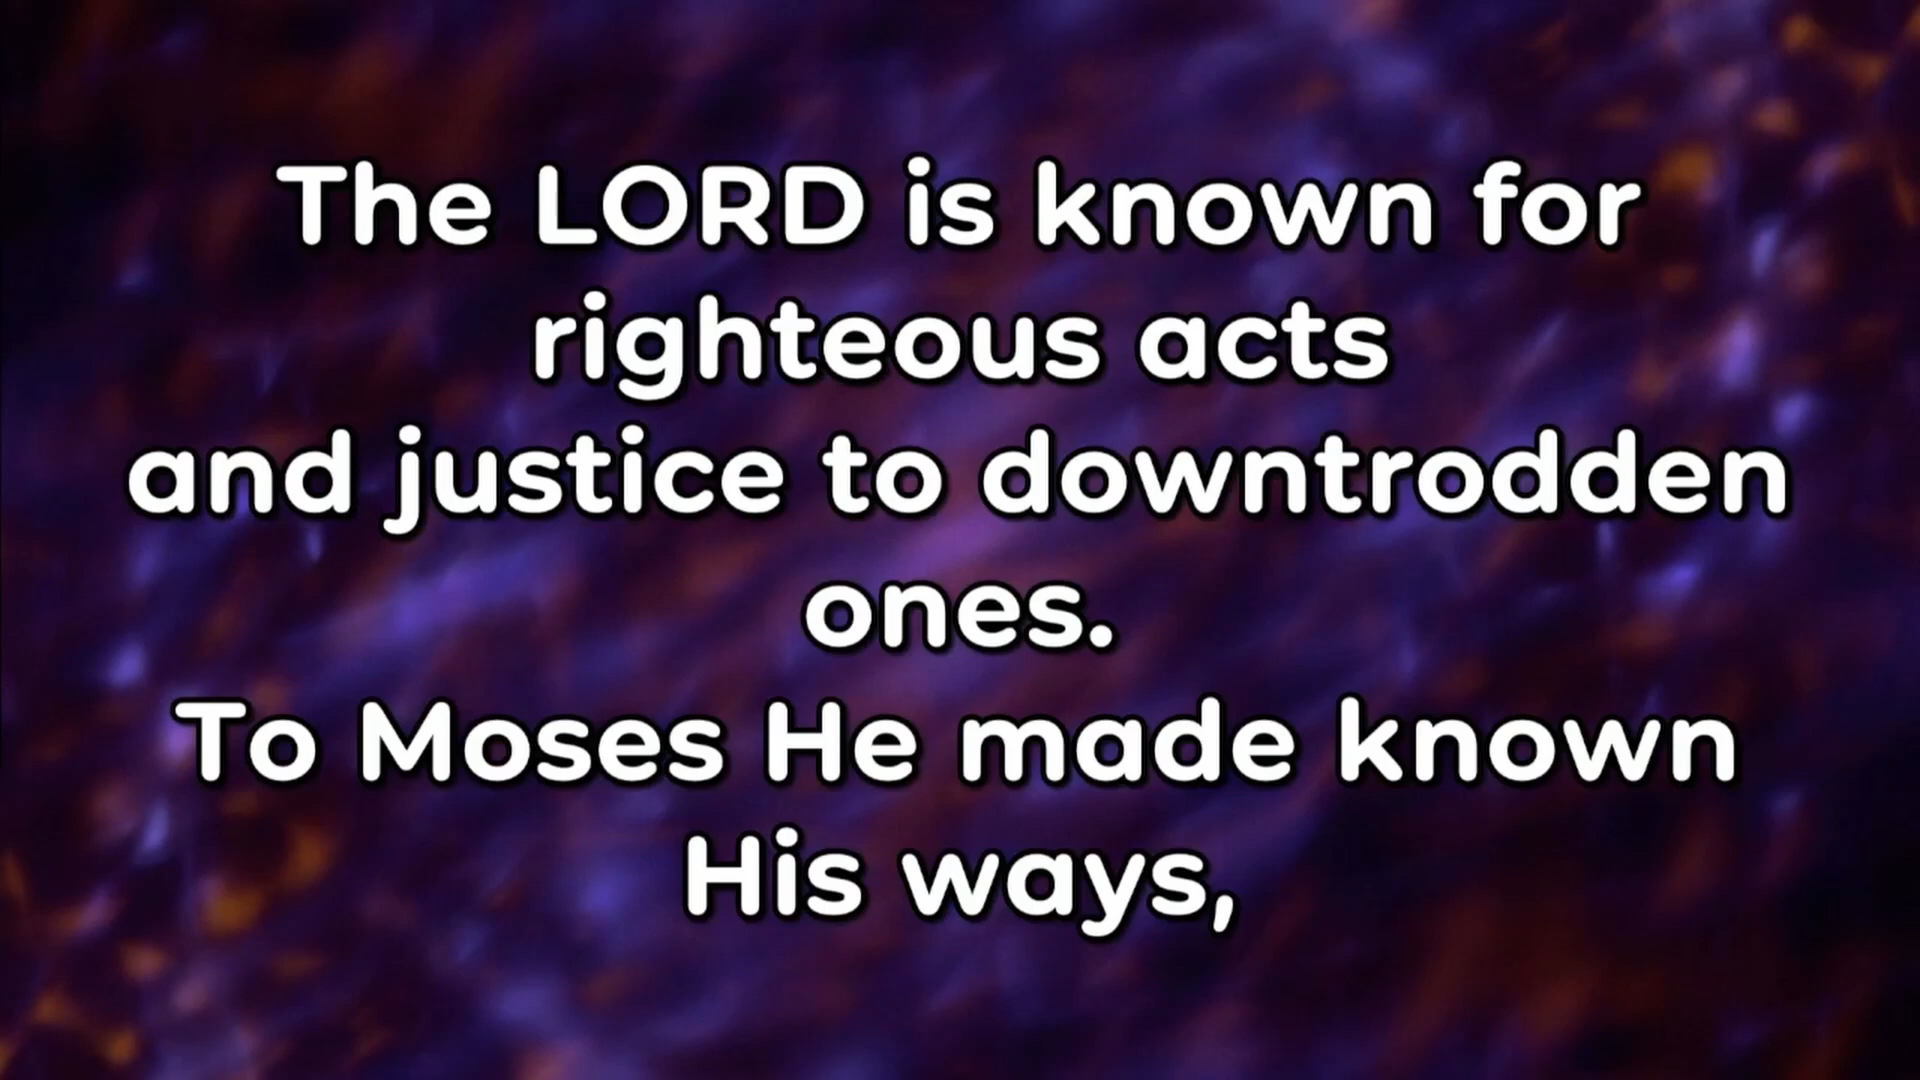 The LORD is known for
righteous acts
and justice to downtrodden
ones.
To Moses He made known
His ways,